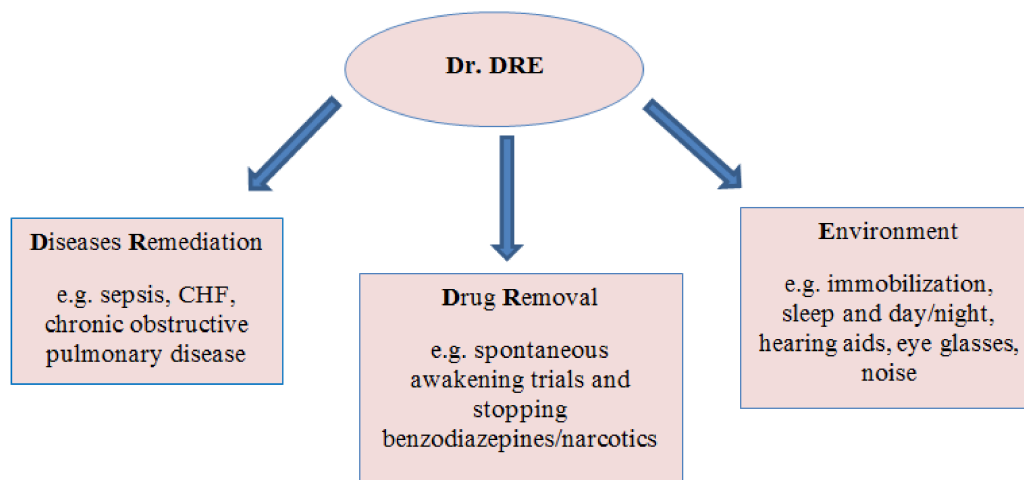 Dr. DRE
Diseases Remediation
e.g. sepsis, CHF,
chronic obstructive
pulmonary disease
Drug Removal
e.g. spontaneous
awakening trials and
stopping
benzodiazepines/narcotics
Environment
e.g. immobilization,
sleep and day/night,
hearing aids, eye glasses,
noise